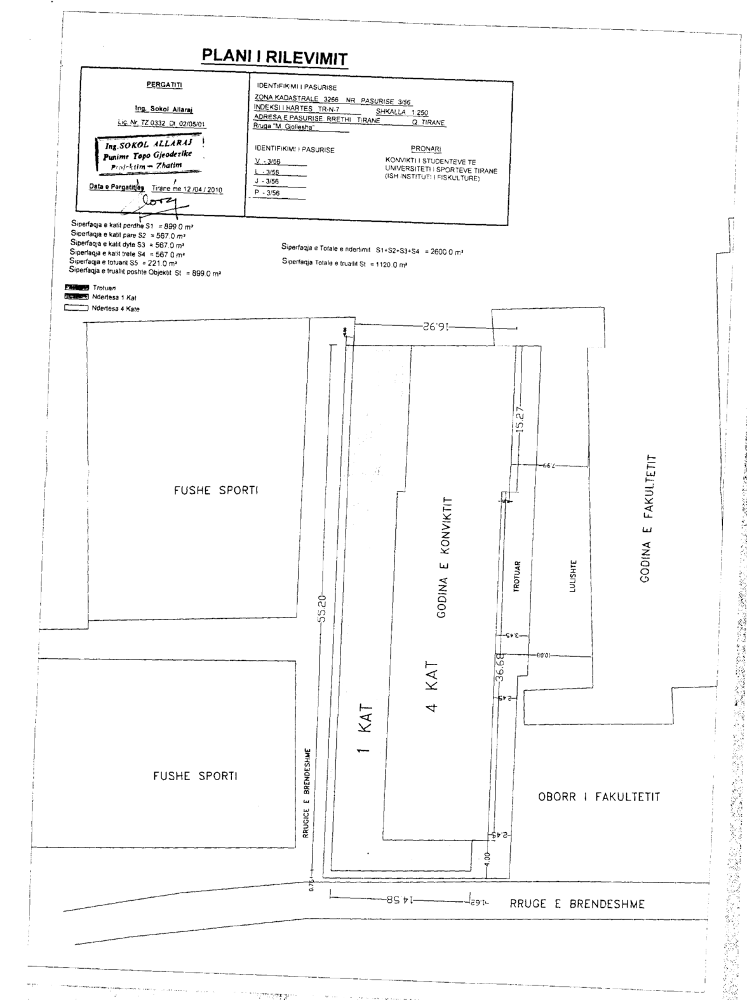 PLANI I RILEVIMIT
PERGATITI
Ing. Sokol Allaraj
Lic. Nr. TZ 0332 Dt 02/05/01
Ing.SOKOL ALLARAJ
Punime Topo Gjeodezike
Projektim - Zbatim
Data e Pergatitjes Tirane me 12 /04 / 2010
IDENTIFIKIMI I PASURISE
ZONA KADASTRALE 3266 NR PASURISE 3/56
INDEKSI I HARTES TR-N-7 SHKALLA 1 250
ADRESA E PASURISE: RRETHI TIRANE Q. TIRANE
Rruga "M. Gjollesha"
IDENTIFIKIMI I PASURISE
V - 3/56
L - 3/56
J - 3/56
P - 3/56
PRONARI
KONVIKTI I STUDENTEVE TE
UNIVERSITETI I SPORTEVE TIRANE
(ISH INSTITUTI I FISKULTURE)
Siperfaqja e katit perdhe S1 = 899.0 m²
Siperfaqja e katit pare S2 = 567.0 m²
Siperfaqja e katit dyte S3 = 567.0 m²
Siperfaqja e katit trete S4 = 567 0 m²
Siperfaqja e totuarit S5 = 221.0 m²
Siperfaqja e truallit poshte Objektit St = 899.0 m²
Siperfaqja e Totale e ndertimit S1+S2+S3+S4 = 2600 0 m²
Siperfaqja Totale e truallit St = 1120.0 m²
Trotuari
Ndertesa 1 Kat
Ndertesa 4 Kate
16.92
15.27
7.99
FUSHE SPORTI
GODINA E KONVIKTIT
GODINA E FAKULTETIT
TROTUAR
LULISHTE
55.20
3.45
10.00
36.68
4 KAT
2.45
1 KAT
FUSHE SPORTI
RRUGICE E BRENDESHME
OBORR I FAKULTETIT
2.45
4.00
14.58
1.62
RRUGE E BRENDESHME